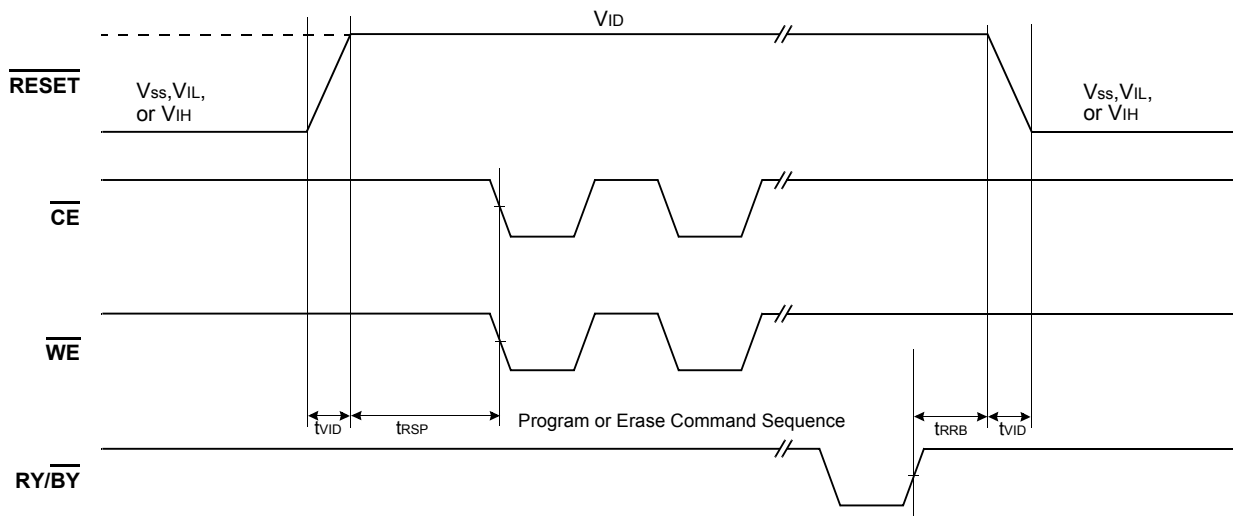 VID
RESET
Vss,VIL,
or VIH
Vss,VIL,
or VIH
CE
WE
tVID
tRSP
Program or Erase Command Sequence
tRRB
tVID
RY/BY